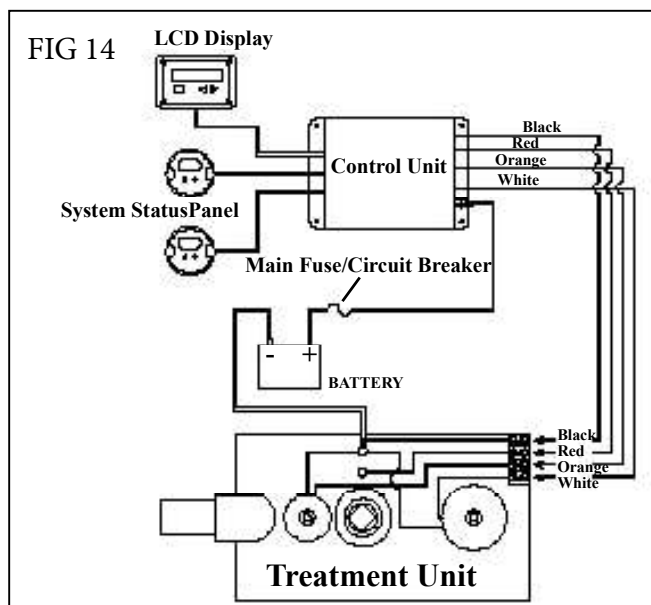 FIG 14
LCD Display
Black
Red
Orange
White
Control Unit
System StatusPanel
Main Fuse/Circuit Breaker
- +
BATTERY
Black
Red
Orange
White
Treatment Unit